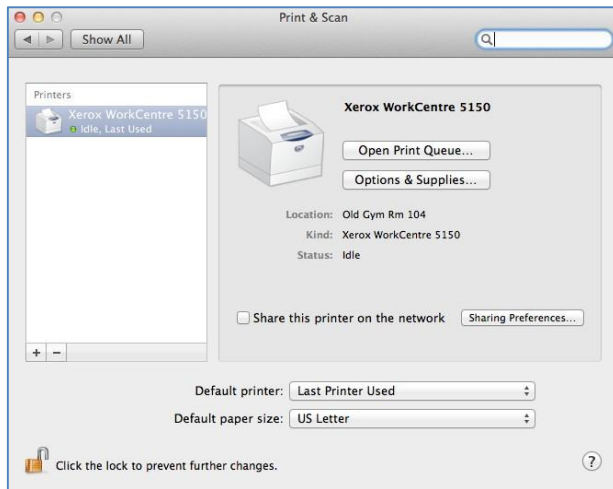 Print & Scan
Show All
Printers
Xerox WorkCentre 5150
Idle, Last Used
Xerox WorkCentre 5150
Open Print Queue...
Options & Supplies...
Location: Old Gym Rm 104
Kind: Xerox WorkCentre 5150
Status: Idle
Share this printer on the network
Sharing Preferences...
+ −
Default printer: Last Printer Used
Default paper size: US Letter
Click the lock to prevent further changes.
?